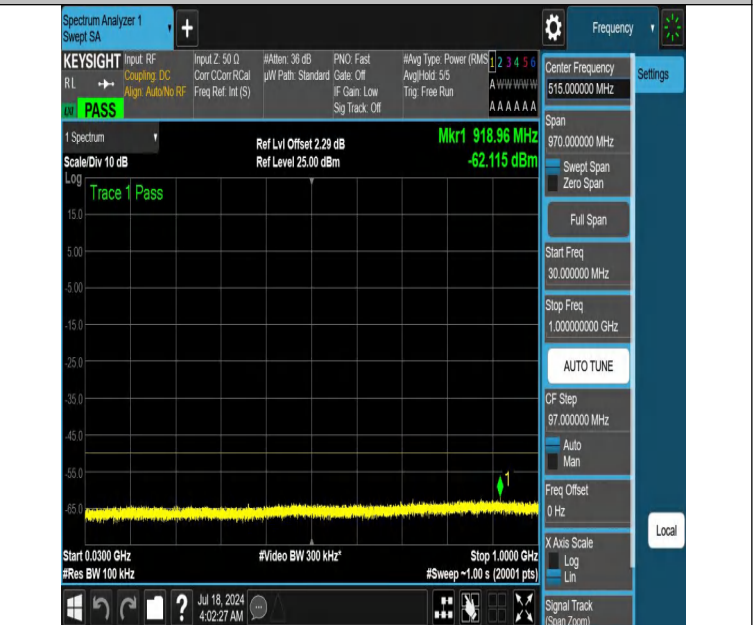 Spectrum Analyzer 1
Swept SA
+
Frequency
KEYSIGHT
RL
PASS
Input: RF
Coupling: DC
Align: Auto/No RF
Input Z: 50 Ω
Corr CCorr RCal
Freq Ref: Int (S)
#Atten: 36 dB
µW Path: Standard
PNO: Fast
Gate: Off
IF Gain: Low
Sig Track: Off
#Avg Type: Power (RMS
Avg|Hold: 5/5
Trig: Free Run
1 2 3 4 5 6
A W W W W W
A A A A A A
1 Spectrum
Scale/Div 10 dB
Ref Lvl Offset 2.29 dB
Ref Level 25.00 dBm
Mkr1 918.96 MHz
-62.115 dBm
Log
Trace 1 Pass
15.0
5.00
-5.00
-15.0
-25.0
-35.0
-45.0
-55.0
-65.0
1
Start 0.0300 GHz
#Res BW 100 kHz
#Video BW 300 kHz*
Stop 1.0000 GHz
#Sweep ~1.00 s (20001 pts)
Jul 18, 2024
4:02:27 AM
Center Frequency
515.000000 MHz
Settings
Span
970.000000 MHz
Swept Span
Zero Span
Full Span
Start Freq
30.000000 MHz
Stop Freq
1.000000000 GHz
AUTO TUNE
CF Step
97.000000 MHz
Auto
Man
Freq Offset
0 Hz
X Axis Scale
Log
Lin
Local
Signal Track
(Span Zoom)